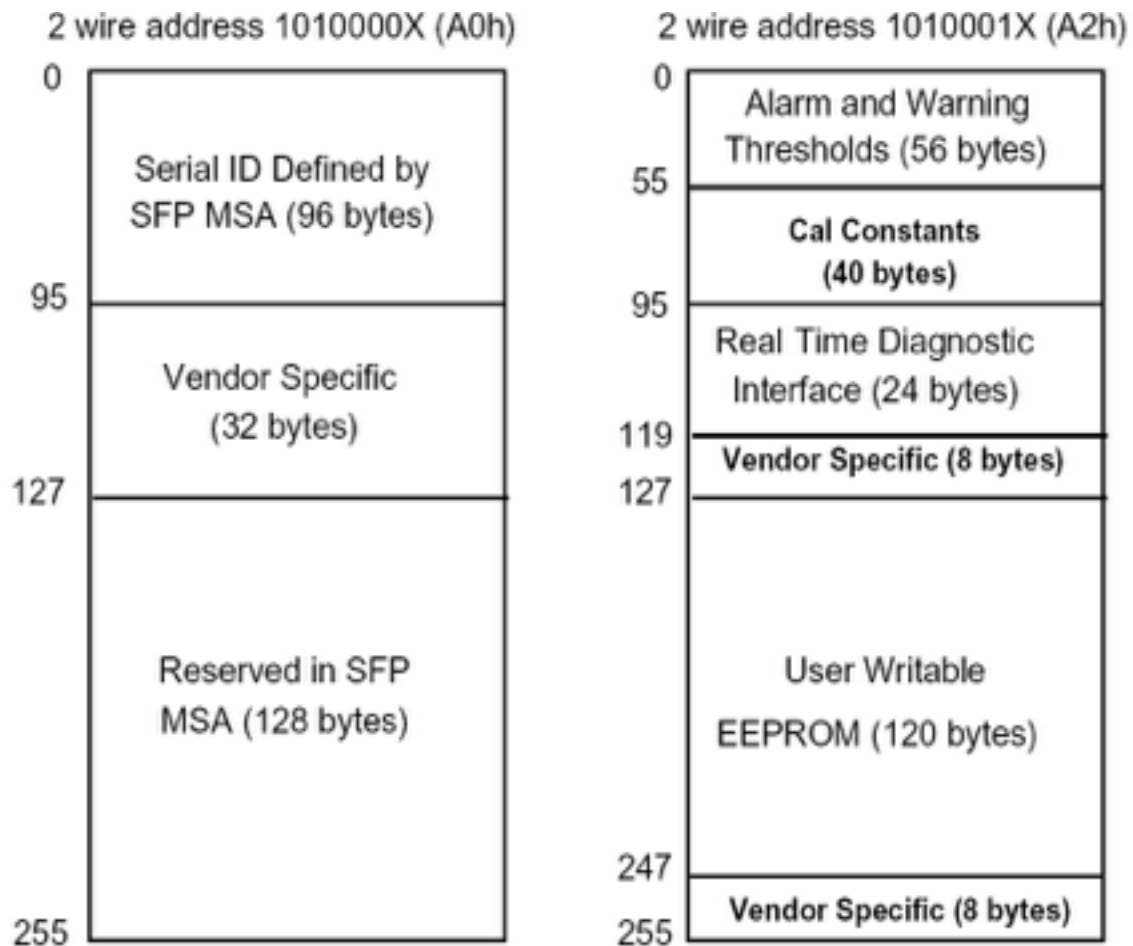 2 wire address 1010000X (A0h)
0
Serial ID Defined by
SFP MSA (96 bytes)
95
Vendor Specific
(32 bytes)
127
Reserved in SFP
MSA (128 bytes)
255
2 wire address 1010001X (A2h)
0
Alarm and Warning
Thresholds (56 bytes)
55
Cal Constants
(40 bytes)
95
Real Time Diagnostic
Interface (24 bytes)
119
Vendor Specific (8 bytes)
127
User Writable
EEPROM (120 bytes)
247
Vendor Specific (8 bytes)
255